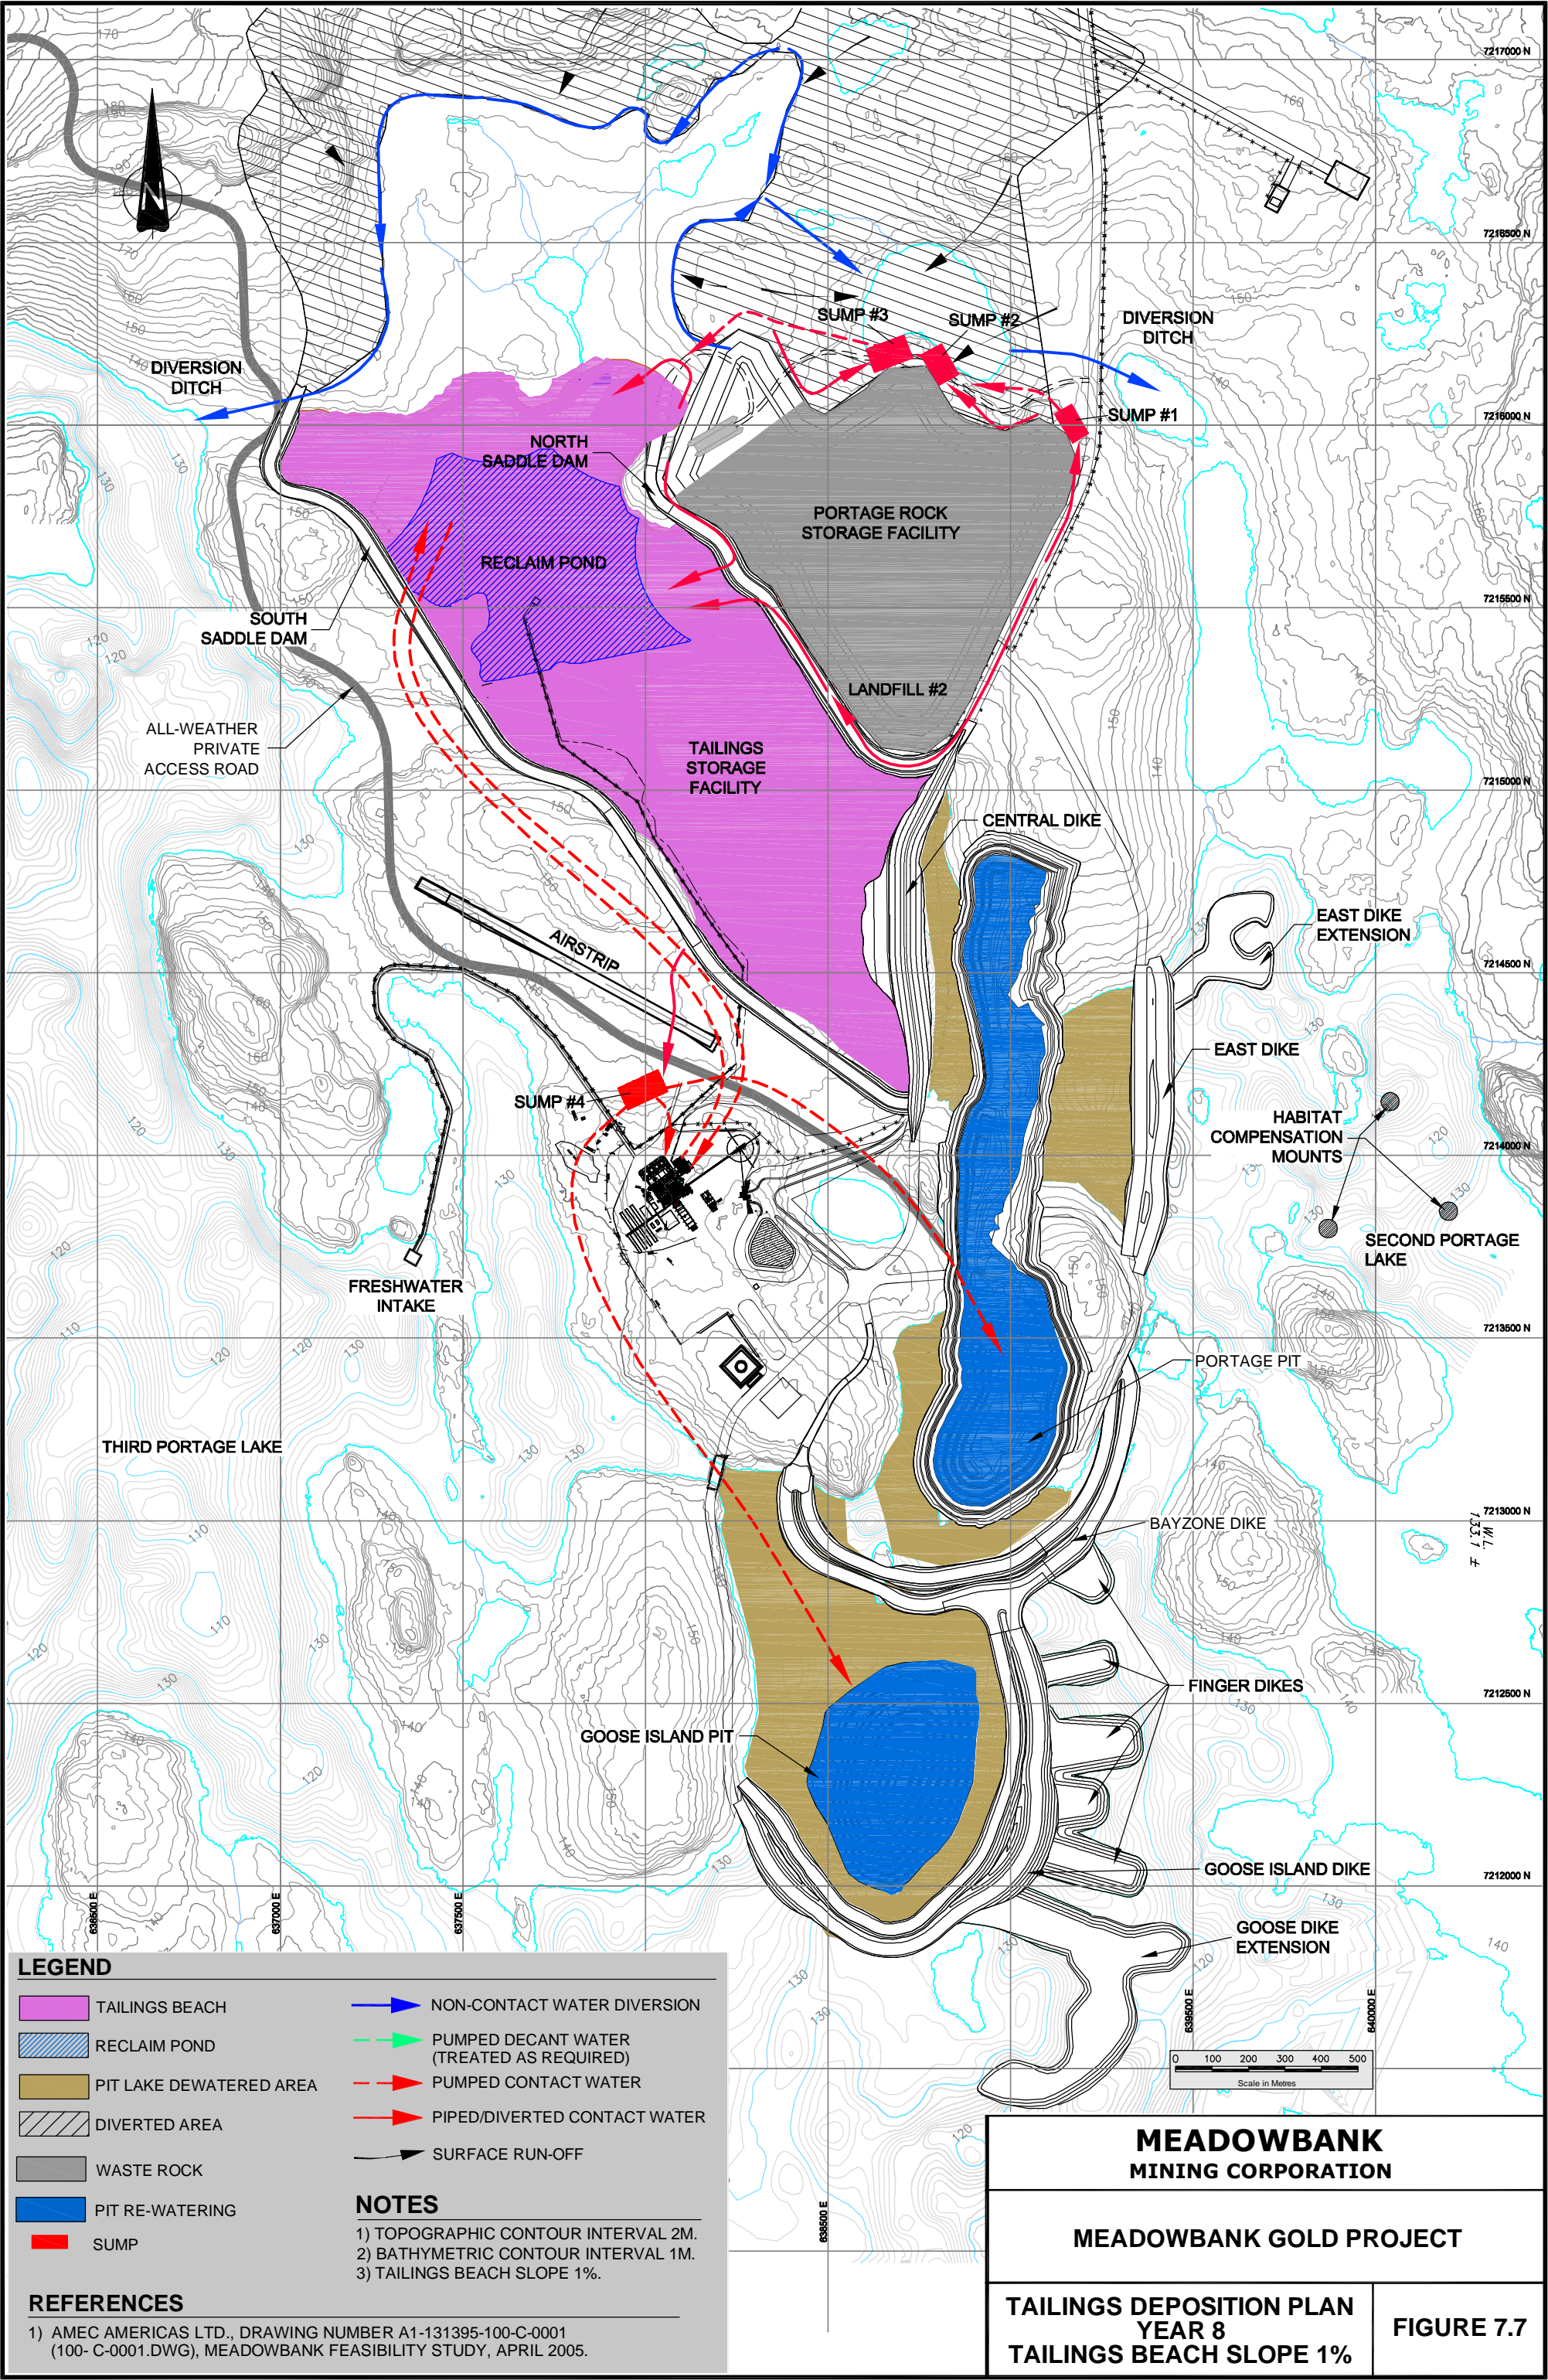 7217000 N
7216500 N
7216000 N
7215500 N
7215000 N
7214500 N
7214000 N
7213500 N
7213000 N
7212500 N
7212000 N
N
SUMP #3
SUMP #2
DIVERSION
DITCH
DIVERSION
DITCH
SUMP #1
NORTH
SADDLE DAM
PORTAGE ROCK
STORAGE FACILITY
RECLAIM POND
SOUTH
SADDLE DAM
LANDFILL #2
ALL-WEATHER
PRIVATE
ACCESS ROAD
TAILINGS
STORAGE
FACILITY
CENTRAL DIKE
EAST DIKE
EXTENSION
AIRSTRIP
EAST DIKE
SUMP #4
HABITAT
COMPENSATION
MOUNTS
SECOND PORTAGE
LAKE
FRESHWATER
INTAKE
PORTAGE PIT
THIRD PORTAGE LAKE
BAYZONE DIKE
W.L.
133.1 ±
FINGER DIKES
GOOSE ISLAND PIT
GOOSE ISLAND DIKE
GOOSE DIKE
EXTENSION
636500 E
637000 E
637500 E
638500 E
639500 E
640000 E
0 100 200 300 400 500
Scale in Metres
LEGEND
TAILINGS BEACH
RECLAIM POND
PIT LAKE DEWATERED AREA
DIVERTED AREA
WASTE ROCK
PIT RE-WATERING
SUMP
NON-CONTACT WATER DIVERSION
PUMPED DECANT WATER
(TREATED AS REQUIRED)
PUMPED CONTACT WATER
PIPED/DIVERTED CONTACT WATER
SURFACE RUN-OFF
NOTES
1) TOPOGRAPHIC CONTOUR INTERVAL 2M.
2) BATHYMETRIC CONTOUR INTERVAL 1M.
3) TAILINGS BEACH SLOPE 1%.
REFERENCES
1) AMEC AMERICAS LTD., DRAWING NUMBER A1-131395-100-C-0001
(100- C-0001.DWG), MEADOWBANK FEASIBILITY STUDY, APRIL 2005.
MEADOWBANK
MINING CORPORATION
MEADOWBANK GOLD PROJECT
TAILINGS DEPOSITION PLAN
YEAR 8
TAILINGS BEACH SLOPE 1%
FIGURE 7.7